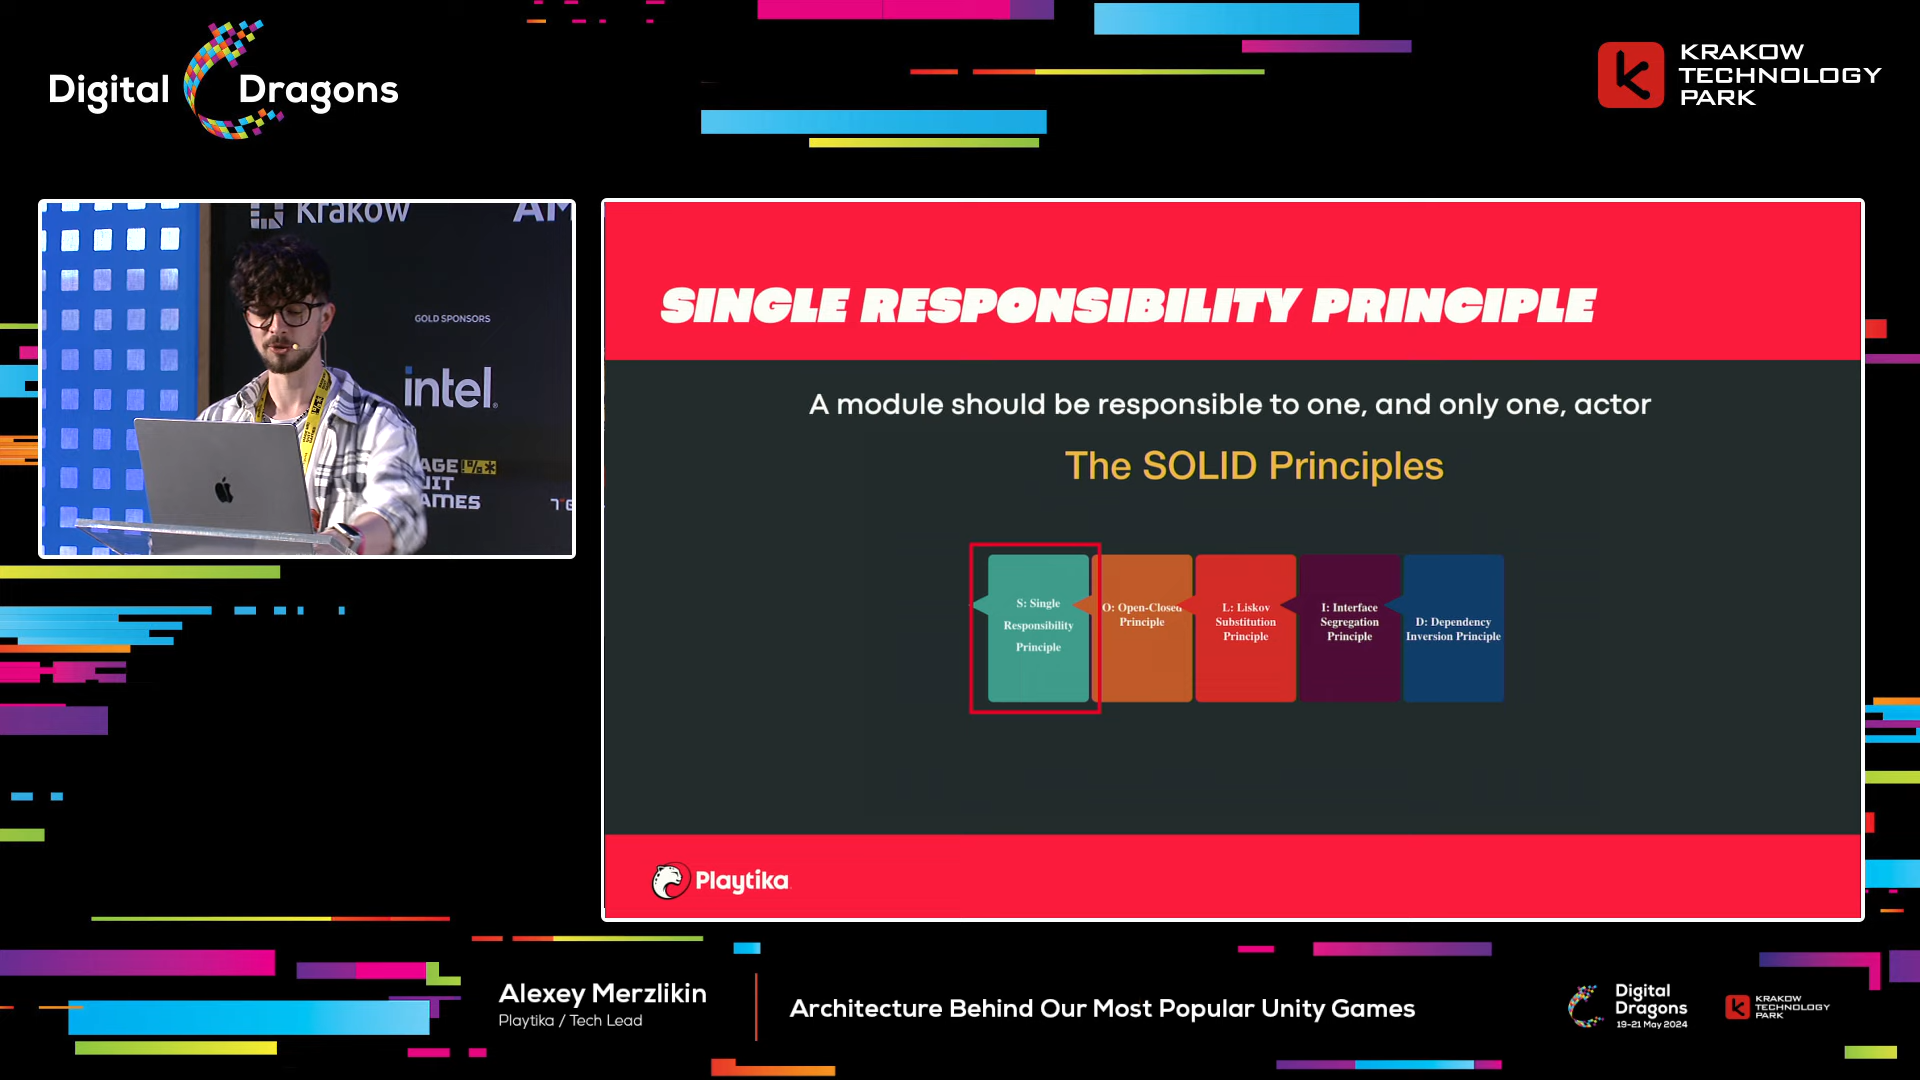 Digital Dragons
KRAKOW
TECHNOLOGY
PARK
Krakow
GOLD SPONSORS
intel
GAMES
SINGLE RESPONSIBILITY PRINCIPLE
A module should be responsible to one, and only one, actor
The SOLID Principles
S: Single
Responsibility
Principle
O: Open-Closed
Principle
L: Liskov
Substitution
Principle
I: Interface
Segregation
Principle
D: Dependency
Inversion Principle
Playtika
Alexey Merzlikin
Playtika / Tech Lead
Architecture Behind Our Most Popular Unity Games
Digital
Dragons
19-21 May 2024
KRAKOW
TECHNOLOGY
PARK